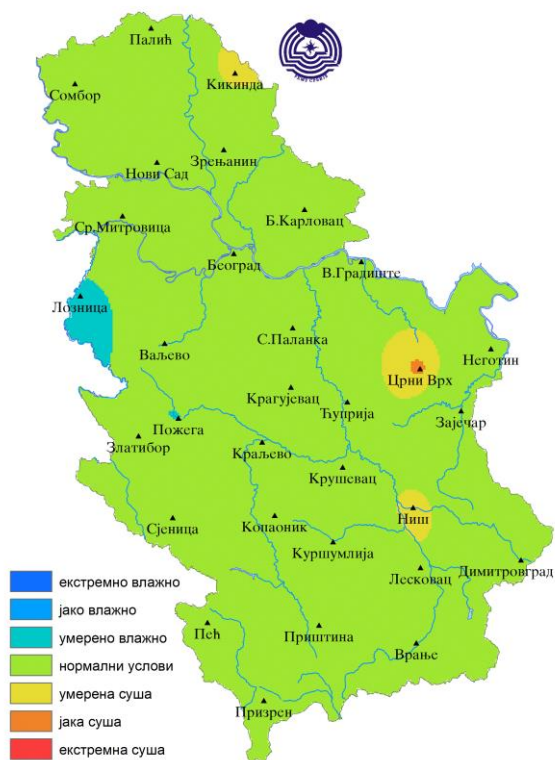 Палић
Кикинда
Сомбор
Зрењанин
Нови Сад
Б.Карловац
Ср.Митровица
Београд
В.Градиште
Лозница
С.Паланка
Ваљево
Неготин
Црни Врх
Крагујевац
Ћуприја
Зајечар
Пожега
Златибор
Краљево
Крушевац
Ниш
Сјеница
Копаоник
Куршумлија
Лесковац
Димитровград
Пећ
Приштина
Врање
Призрен
екстремно влажно
јако влажно
умерено влажно
нормални услови
умерена суша
јака суша
екстремна суша